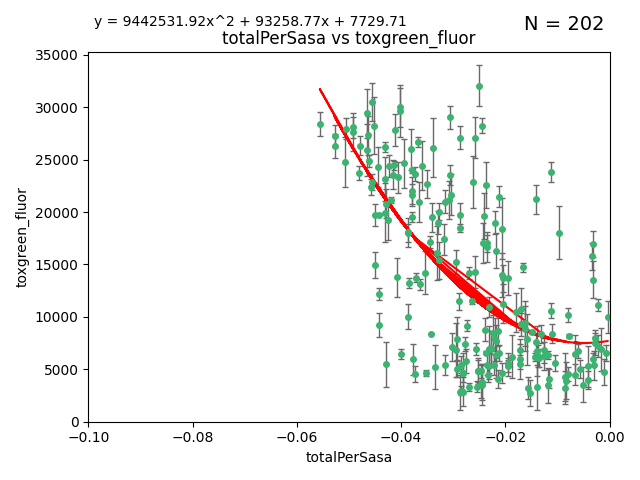 y = 9442531.92x^2 + 93258.77x + 7729.71
N = 202
totalPerSasa vs toxgreen_fluor
35000
30000
25000
20000
15000
10000
5000
0
toxgreen_fluor
−0.10
−0.08
−0.06
−0.04
−0.02
0.00
totalPerSasa